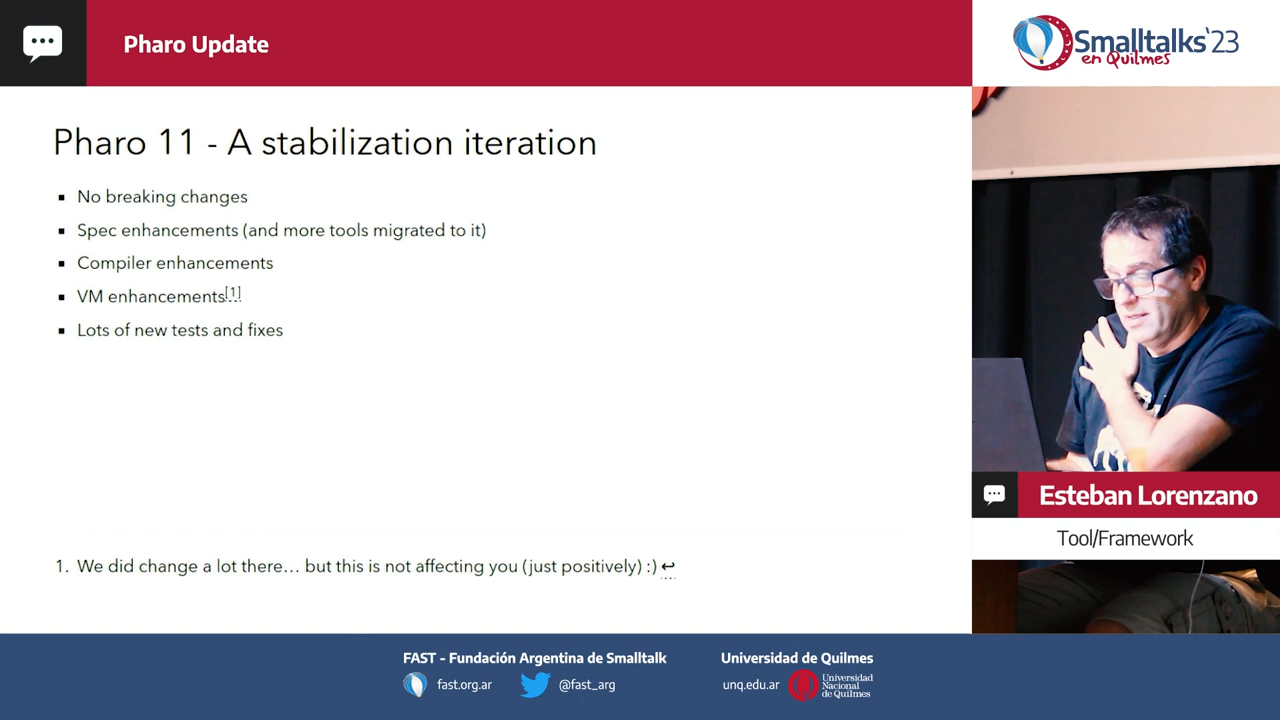 Pharo Update
Smalltalks'23
en Quilmes
Pharo 11 - A stabilization iteration
▪ No breaking changes
▪ Spec enhancements (and more tools migrated to it)
▪ Compiler enhancements
▪ VM enhancements[1]
▪ Lots of new tests and fixes
1. We did change a lot there... but this is not affecting you (just positively) :) ↩
Esteban Lorenzano
Tool/Framework
FAST - Fundación Argentina de Smalltalk
fast.org.ar
@fast_arg
Universidad de Quilmes
unq.edu.ar
Universidad
Nacional
de Quilmes